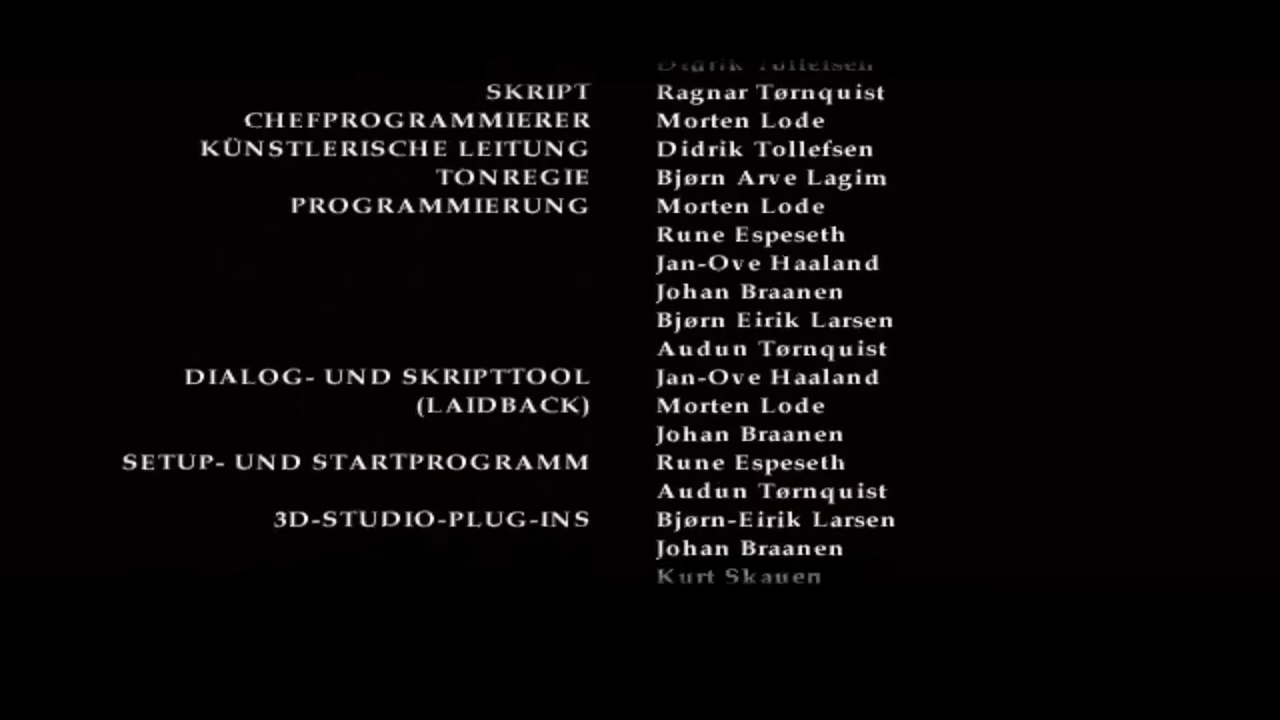 Didrik Tollefsen
SKRIPT Ragnar Tørnquist
CHEFPROGRAMMIERER Morten Lode
KÜNSTLERISCHE LEITUNG Didrik Tollefsen
TONREGIE Bjørn Arve Lagim
PROGRAMMIERUNG Morten Lode
Rune Espeseth
Jan-Ove Haaland
Johan Braanen
Bjørn Eirik Larsen
Audun Tørnquist
DIALOG- UND SKRIPTTOOL Jan-Ove Haaland
(LAIDBACK) Morten Lode
Johan Braanen
SETUP- UND STARTPROGRAMM Rune Espeseth
Audun Tørnquist
3D-STUDIO-PLUG-INS Bjørn-Eirik Larsen
Johan Braanen
Kurt Skauen